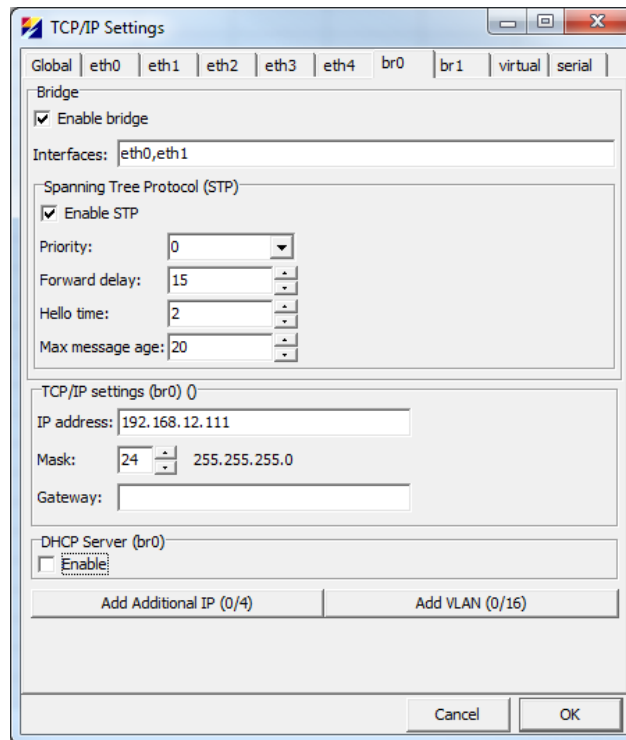 TCP/IP Settings
Global eth0 eth1 eth2 eth3 eth4 br0 br1 virtual serial
Bridge
Enable bridge
Interfaces: eth0,eth1
Spanning Tree Protocol (STP)
Enable STP
Priority: 0
Forward delay: 15
Hello time: 2
Max message age: 20
TCP/IP settings (br0) ()
IP address: 192.168.12.111
Mask: 24 255.255.255.0
Gateway:
DHCP Server (br0)
Enable
Add Additional IP (0/4) Add VLAN (0/16)
Cancel OK